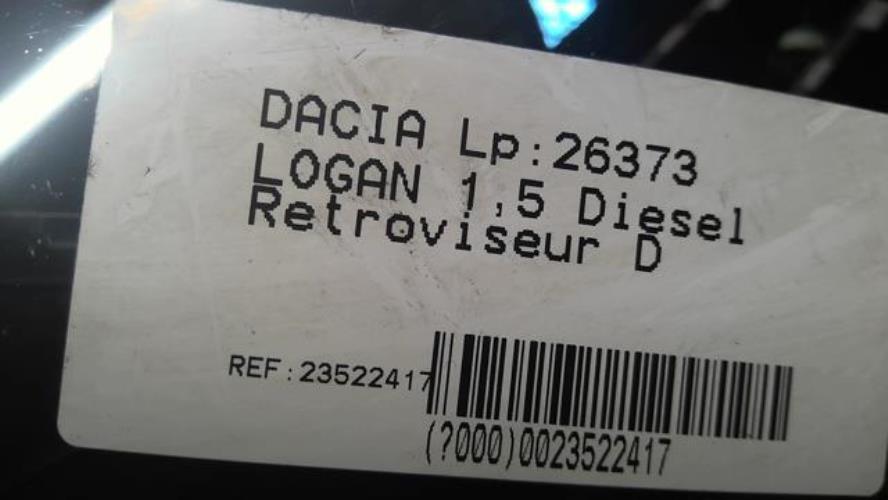 DACIA Lp:26373
LOGAN 1,5 Diesel
Retroviseur D
REF:23522417
(?000)0023522417